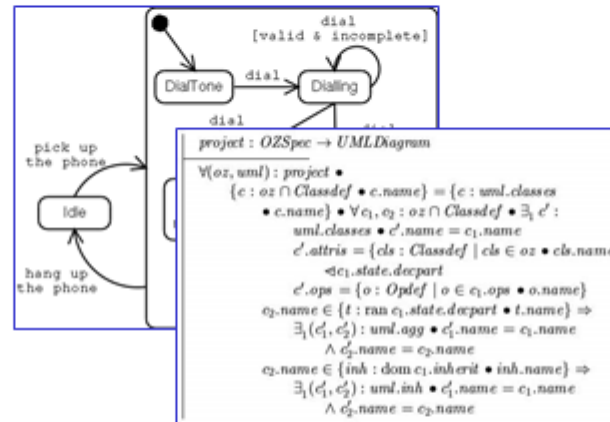 dial
[valid & incomplete]
DialTone
dial
Dialling
dial
pick up
the phone
Idle
hang up
the phone
project : OZSpec → UMLDiagram
∀(oz, uml) : project •
{c : oz ∩ Classdef • c.name} = {c : uml.classes
• c.name} • ∀ c₁, c₂ : oz ∩ Classdef • ∃₁ c′ :
uml.classes • c′.name = c₁.name
c′.attris = {cls : Classdef | cls ∈ oz • cls.name
⩤c₁.state.decpart
c′.ops = {o : Opdef | o ∈ c₁.ops • o.name}
c₂.name ∈ {t : ran c₁.state.decpart • t.name} ⇒
∃₁(c′₁, c′₂) : uml.agg • c′₁.name = c₁.name
∧ c′₂.name = c₂.name
c₂.name ∈ {inh : dom c₁.inherit • inh.name} ⇒
∃₁(c′₁, c′₂) : uml.inh • c′₁.name = c₁.name
∧ c′₂.name = c₂.name